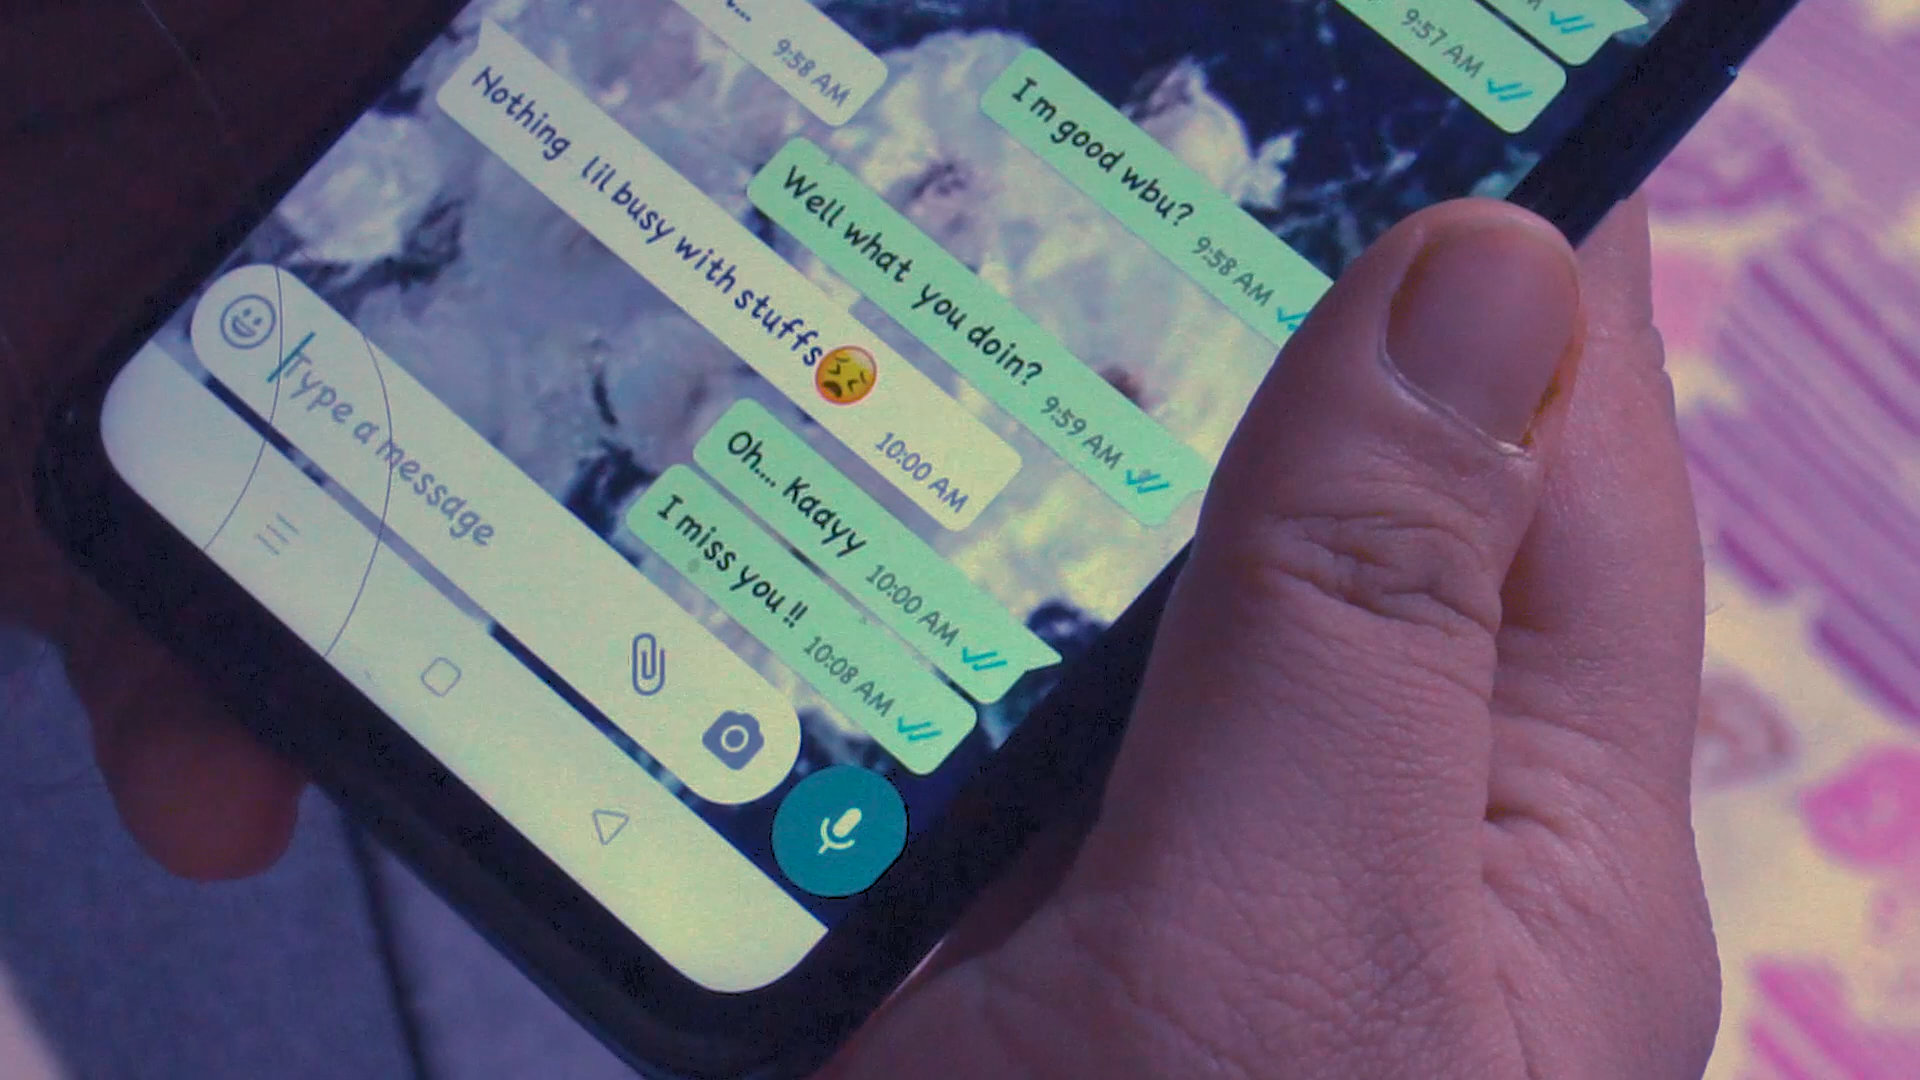 9:57 AM
9:58 AM
I m good wbu? 9:58 AM
Well what you doin? 9:59 AM
Nothing lil busy with stuffs😣 10:00 AM
Oh.... Kaayy 10:00 AM
I miss you !! 10:08 AM
Type a message